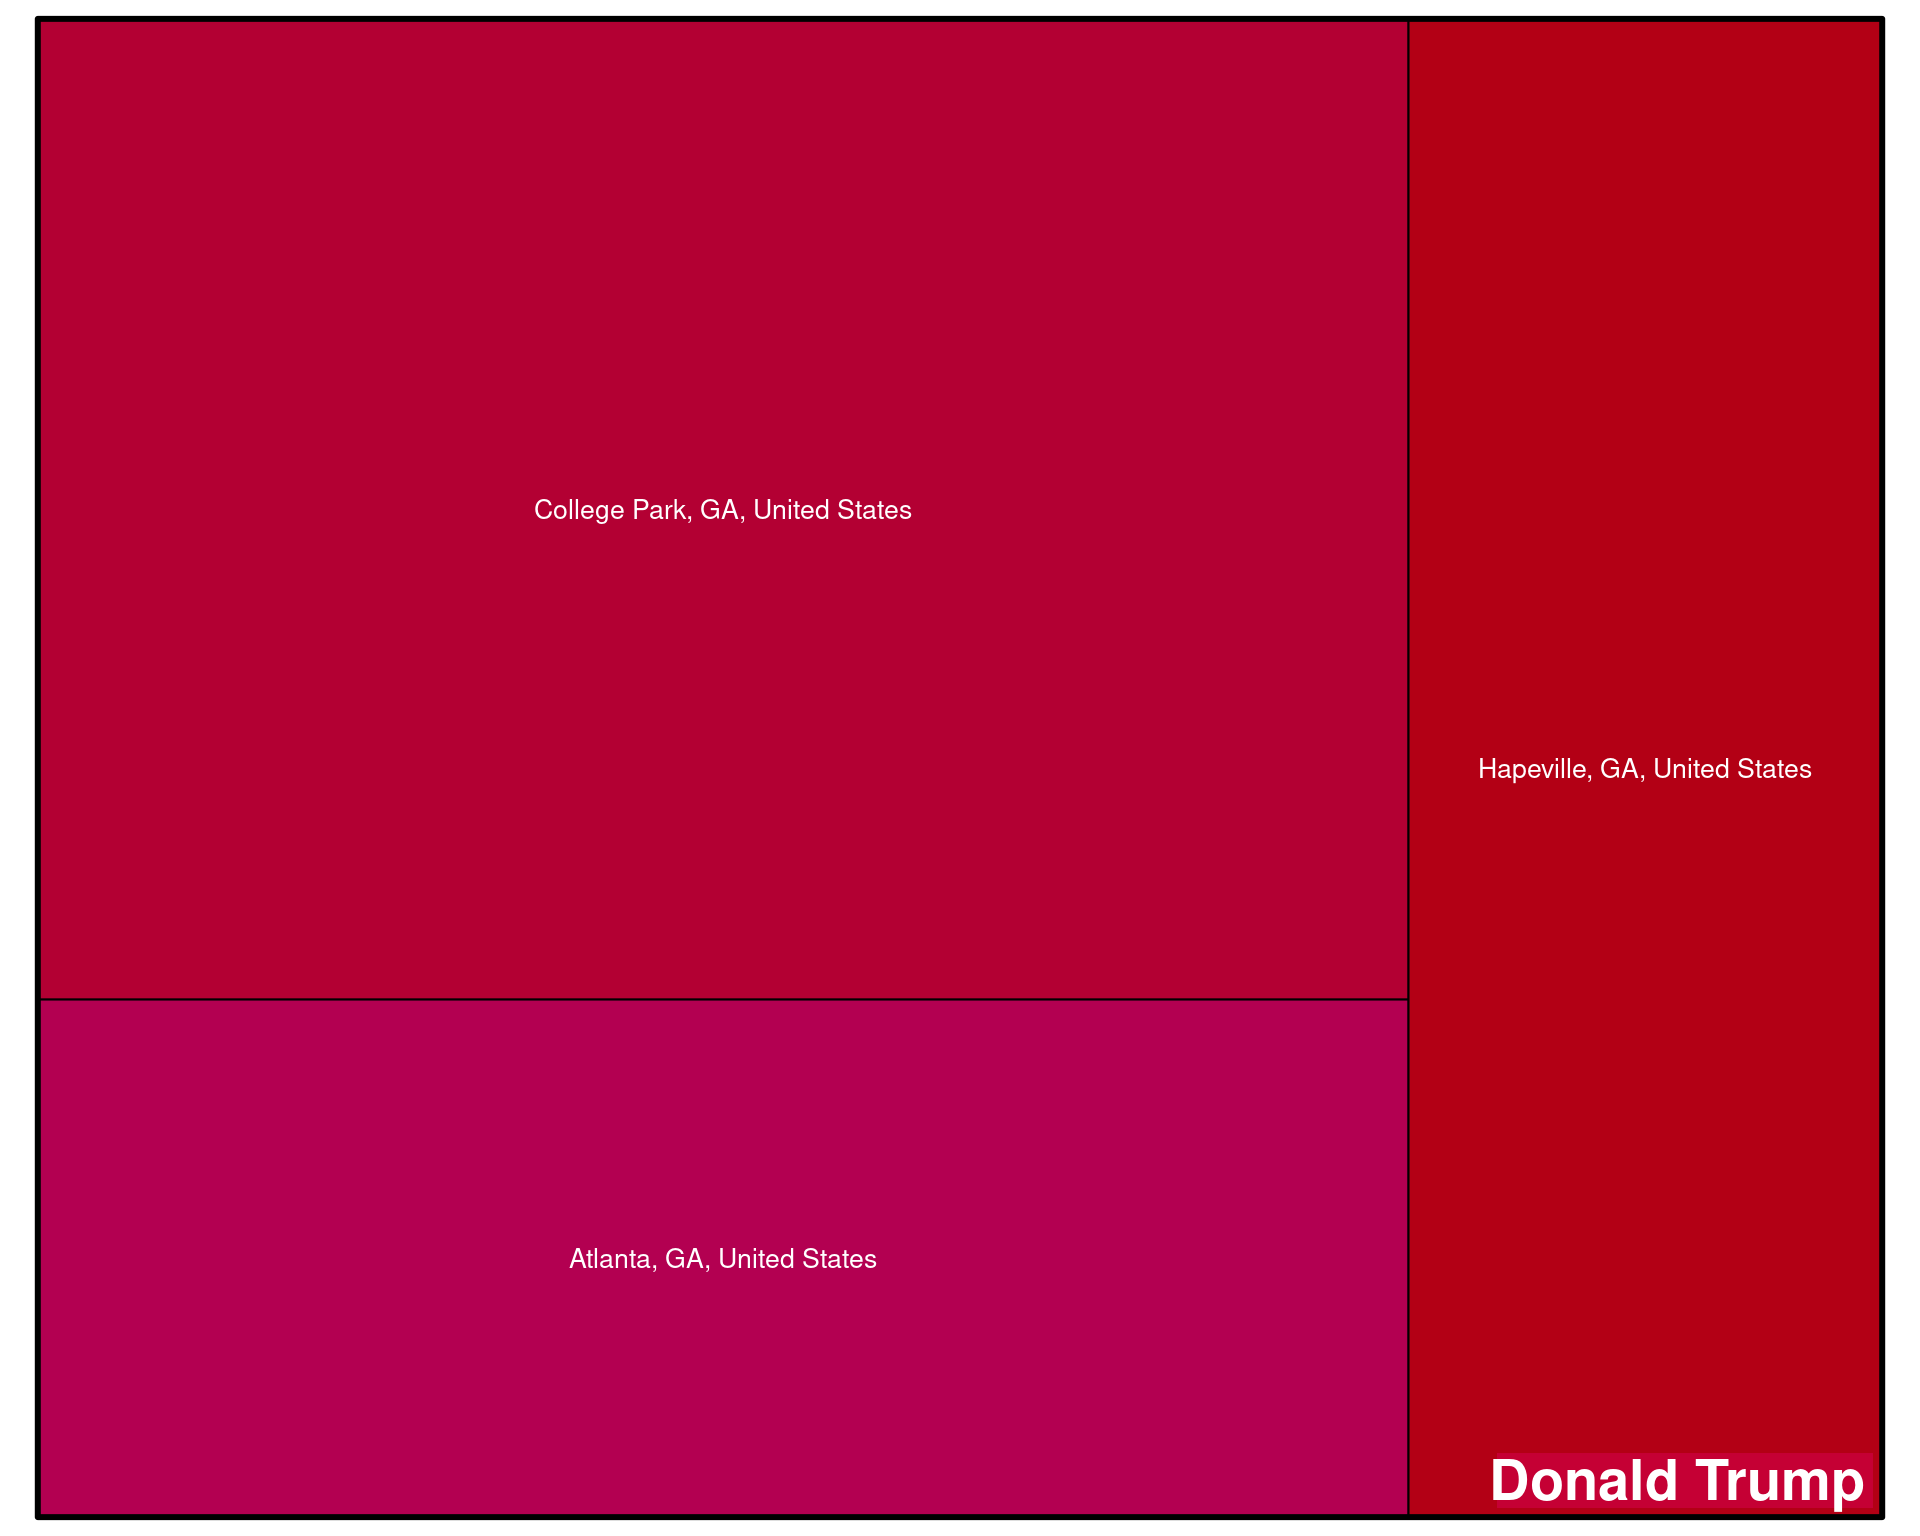 College Park, GA, United States
Hapeville, GA, United States
Atlanta, GA, United States
Donald Trump